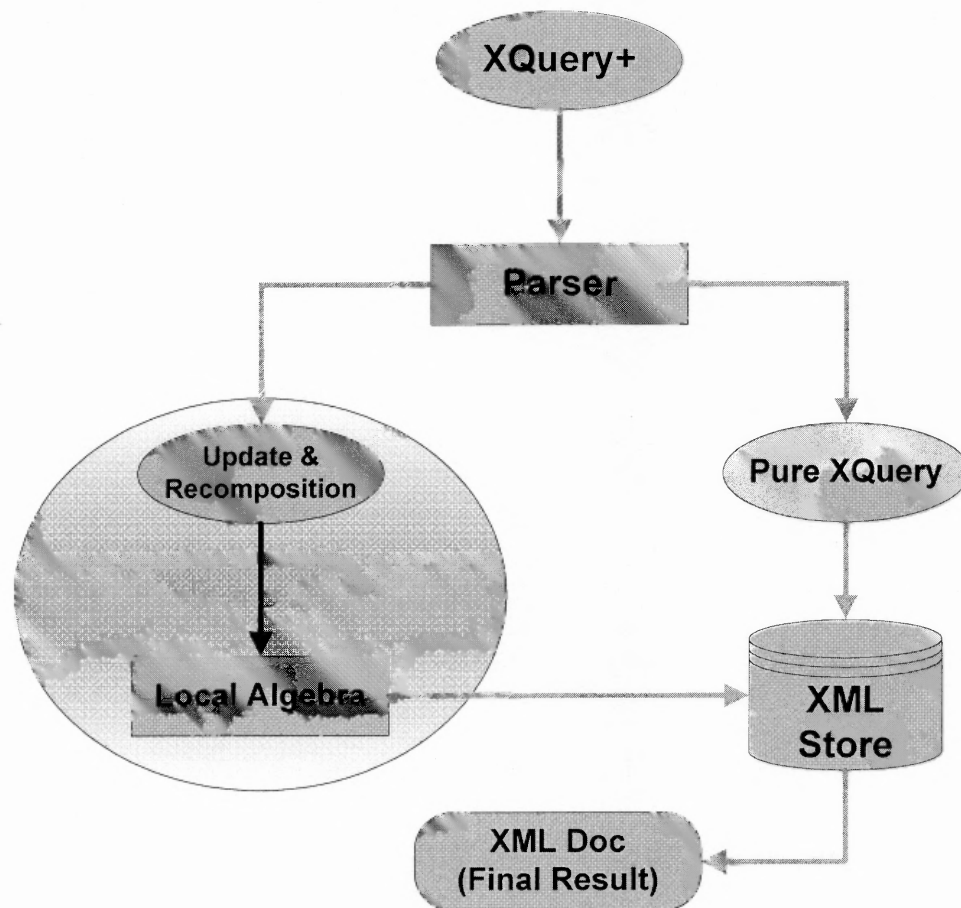 XQuery+
Parser
Update &
Recomposition
Pure XQuery
Local Algebra
XML
Store
XML Doc
(Final Result)